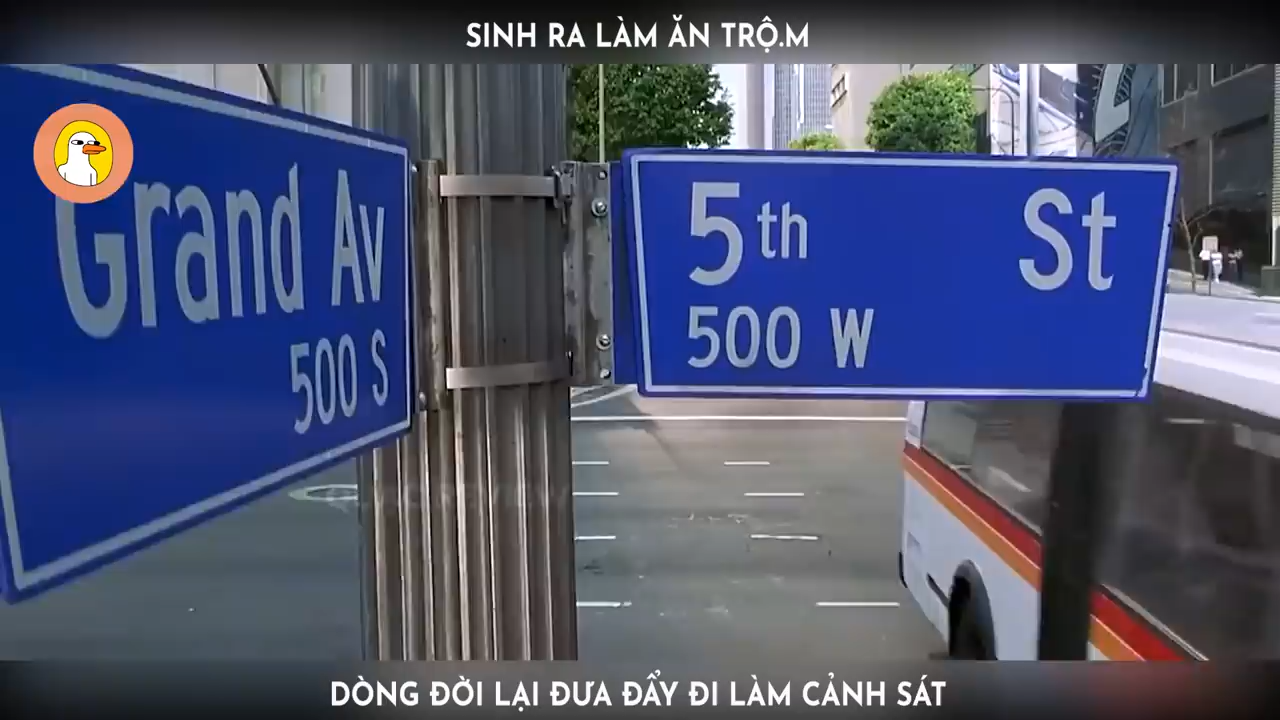 SINH RA LÀM ĂN TRỘ.M
Grand Av
500 S
5th St
500 W
DÒNG ĐỜI LẠI ĐƯA ĐẨY ĐI LÀM CẢNH SÁT